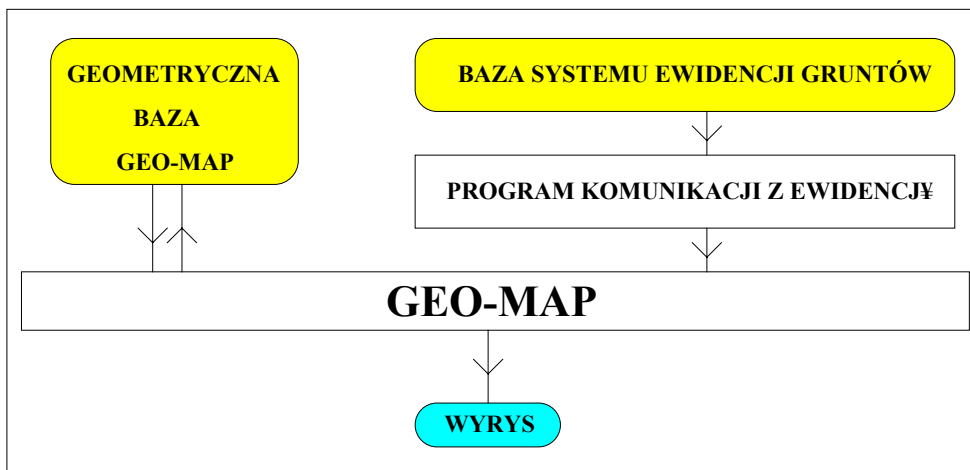 GEOMETRYCZNA
BAZA
GEO-MAP
BAZA SYSTEMU EWIDENCJI GRUNTÓW
PROGRAM KOMUNIKACJI Z EWIDENCJ¥
GEO-MAP
WYRYS